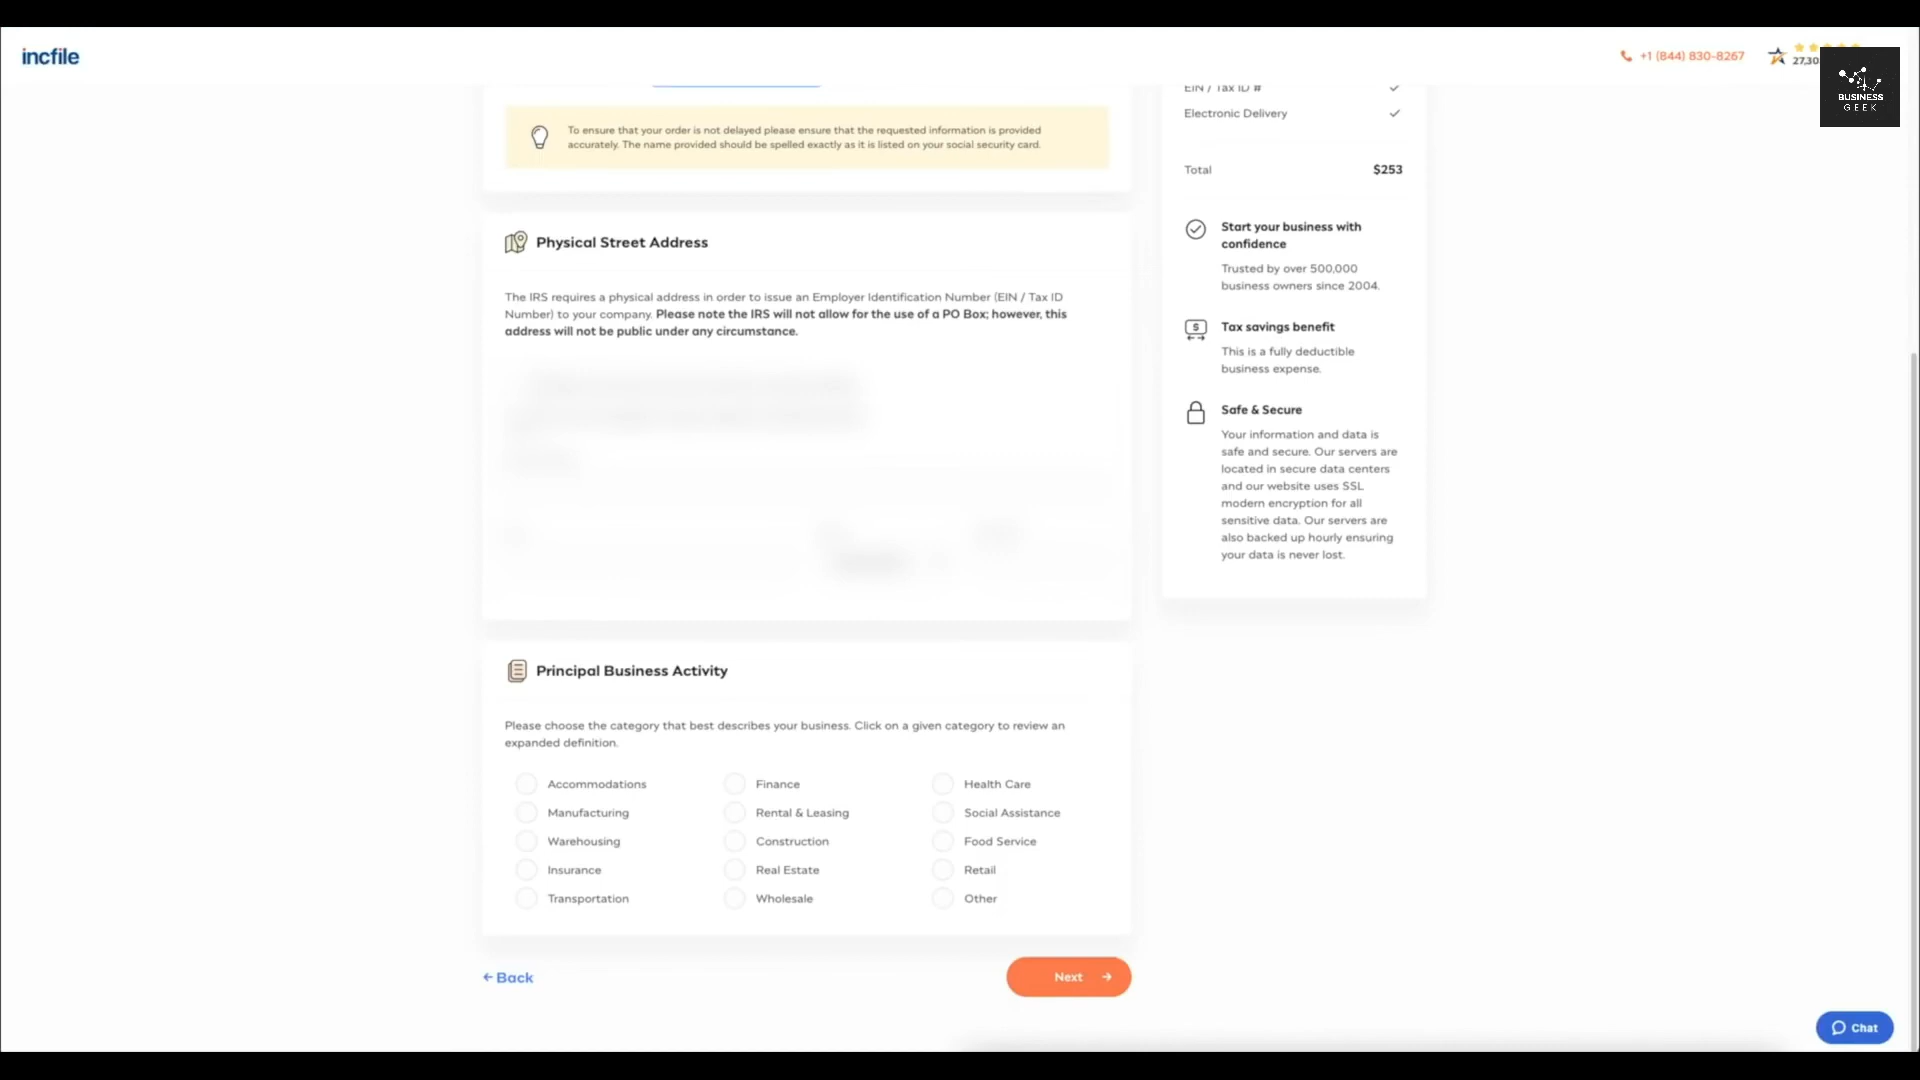 incfile
+1 (844) 830-8267
27,30
BUSINESS
GEEK
EIN / Tax ID #
Electronic Delivery
To ensure that your order is not delayed please ensure that the requested information is provided
accurately. The name provided should be spelled exactly as it is listed on your social security card.
Total $253
Physical Street Address
The IRS requires a physical address in order to issue an Employer Identification Number (EIN / Tax ID
Number) to your company. Please note the IRS will not allow for the use of a PO Box; however, this
address will not be public under any circumstance.
Start your business with
confidence
Trusted by over 500,000
business owners since 2004.
Tax savings benefit
This is a fully deductible
business expense.
Safe & Secure
Your information and data is
safe and secure. Our servers are
located in secure data centers
and our website uses SSL
modern encryption for all
sensitive data. Our servers are
also backed up hourly ensuring
your data is never lost.
Principal Business Activity
Please choose the category that best describes your business. Click on a given category to review an
expanded definition.
Accommodations Finance Health Care
Manufacturing Rental & Leasing Social Assistance
Warehousing Construction Food Service
Insurance Real Estate Retail
Transportation Wholesale Other
Back
Next
Chat